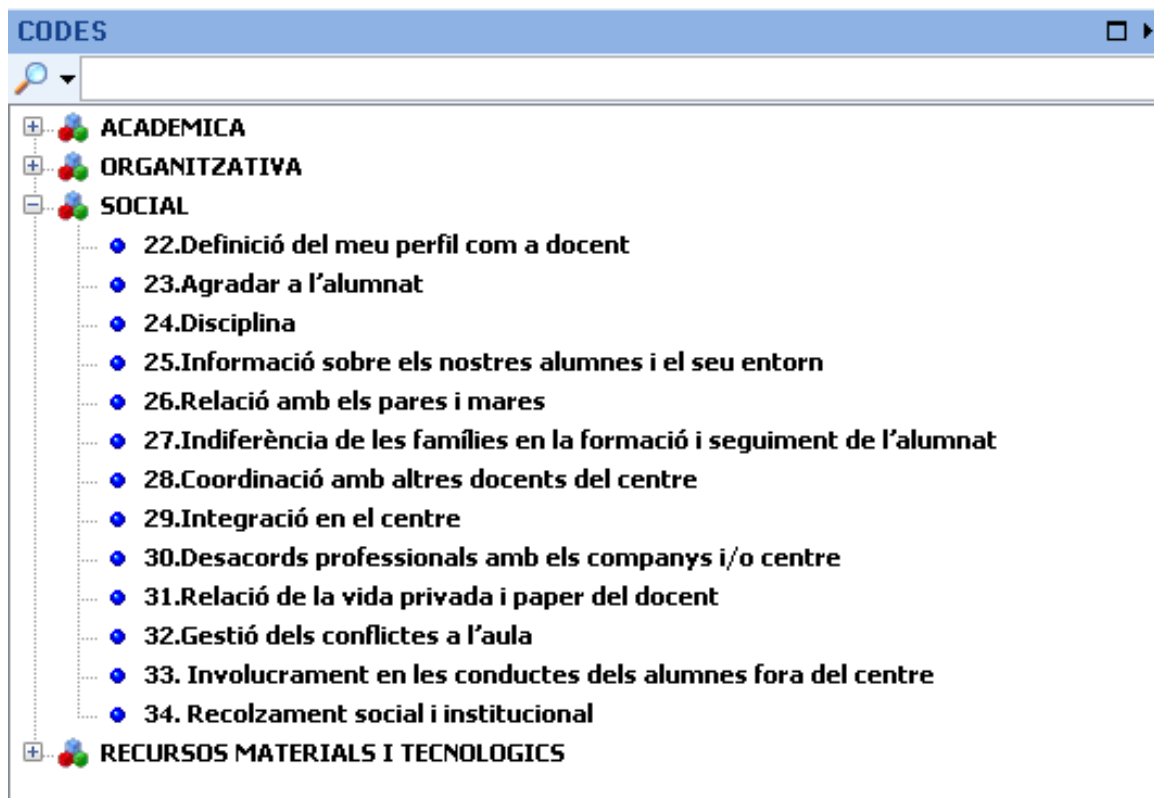 CODES
ACADEMICA
ORGANITZATIVA
SOCIAL
22.Definició del meu perfil com a docent
23.Agradar a l'alumnat
24.Disciplina
25.Informació sobre els nostres alumnes i el seu entorn
26.Relació amb els pares i mares
27.Indiferència de les famílies en la formació i seguiment de l'alumnat
28.Coordinació amb altres docents del centre
29.Integració en el centre
30.Desacords professionals amb els companys i/o centre
31.Relació de la vida privada i paper del docent
32.Gestió dels conflictes a l'aula
33. Involucrament en les conductes dels alumnes fora del centre
34. Recolzament social i institucional
RECURSOS MATERIALS I TECNOLOGICS